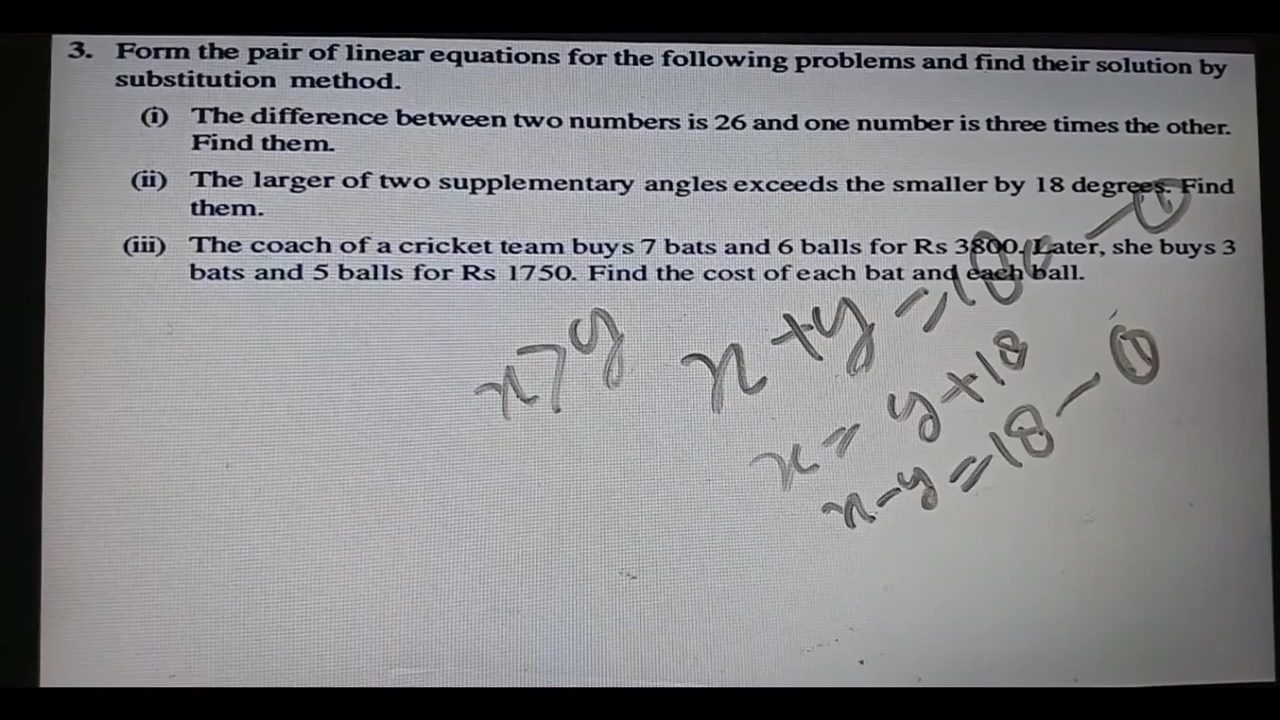 3. Form the pair of linear equations for the following problems and find their solution by
substitution method.
(i) The difference between two numbers is 26 and one number is three times the other.
Find them.
(ii) The larger of two supplementary angles exceeds the smaller by 18 degrees. Find
them.
(iii) The coach of a cricket team buys 7 bats and 6 balls for Rs 3800. Later, she buys 3
bats and 5 balls for Rs 1750. Find the cost of each bat and each ball.
x>y
x+y=180 - ①
x=y+18
x-y=18 - ⑪